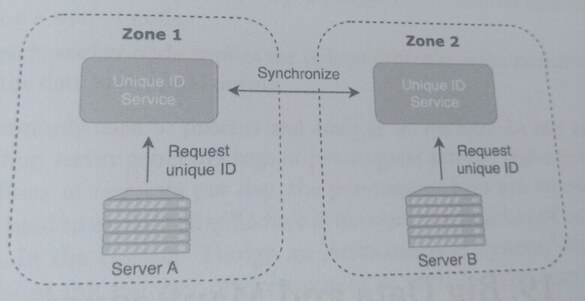 Zone 1
Zone 2
Unique ID
Service
Synchronize
Unique ID
Service
Request
unique ID
Request
unique ID
Server A
Server B